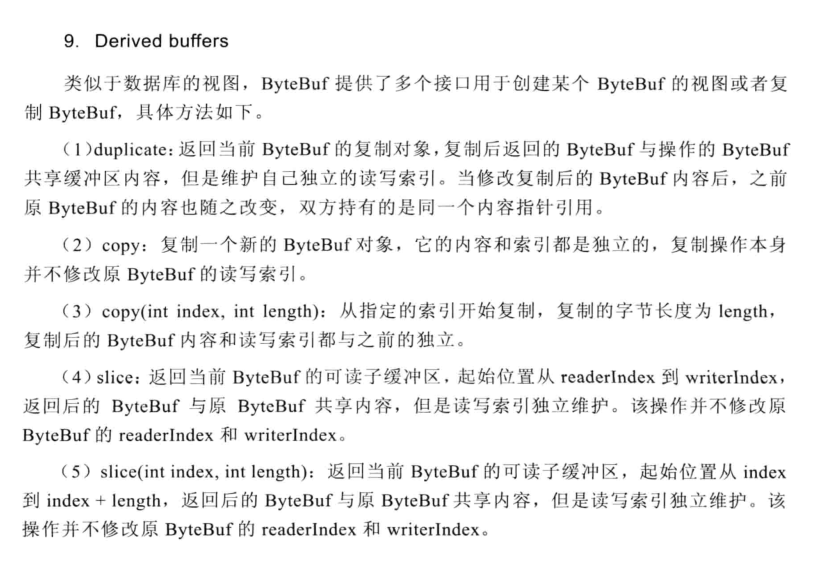 9. Derived buffers
类似于数据库的视图，ByteBuf 提供了多个接口用于创建某个 ByteBuf 的视图或者复
制 ByteBuf，具体方法如下。
（1）duplicate：返回当前 ByteBuf 的复制对象，复制后返回的 ByteBuf 与操作的 ByteBuf
共享缓冲区内容，但是维护自己独立的读写索引。当修改复制后的 ByteBuf 内容后，之前
原 ByteBuf 的内容也随之改变，双方持有的是同一个内容指针引用。
（2）copy：复制一个新的 ByteBuf 对象，它的内容和索引都是独立的，复制操作本身
并不修改原 ByteBuf 的读写索引。
（3）copy(int index, int length)：从指定的索引开始复制，复制的字节长度为 length，
复制后的 ByteBuf 内容和读写索引都与之前的独立。
（4）slice：返回当前 ByteBuf 的可读子缓冲区，起始位置从 readerIndex 到 writerIndex，
返回后的 ByteBuf 与原 ByteBuf 共享内容，但是读写索引独立维护。该操作并不修改原
ByteBuf 的 readerIndex 和 writerIndex。
（5）slice(int index, int length)：返回当前 ByteBuf 的可读子缓冲区，起始位置从 index
到 index + length，返回后的 ByteBuf 与原 ByteBuf 共享内容，但是读写索引独立维护。该
操作并不修改原 ByteBuf 的 readerIndex 和 writerIndex。